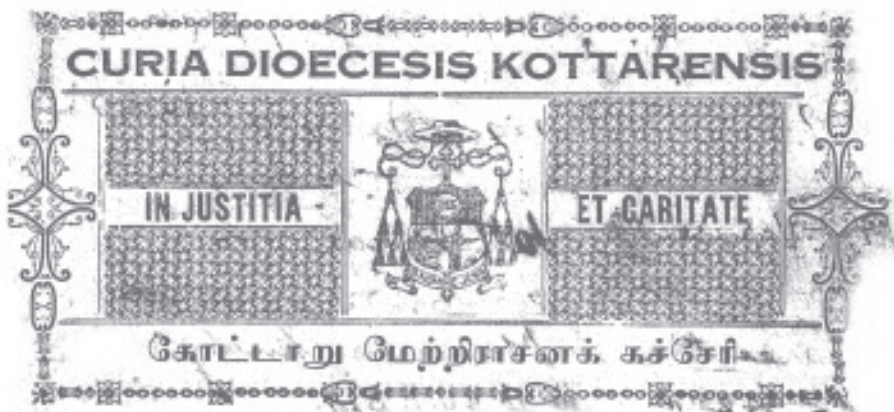 CURIA DIOECESIS KOTTARENSIS
IN JUSTITIA
ET CARITATE
கோட்டாறு மேற்றிராசனக் கச்சேரி